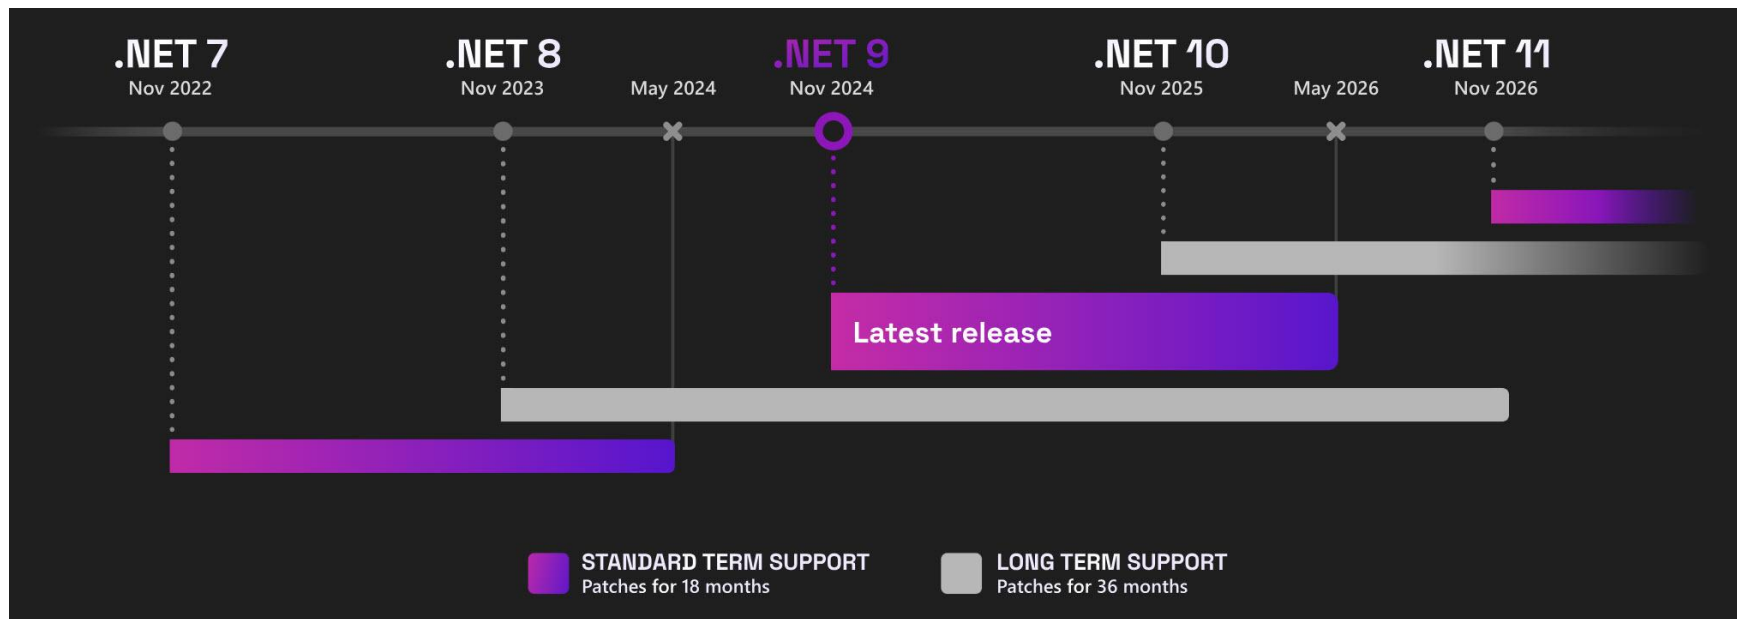 .NET 7
.NET 8
.NET 9
.NET 10
.NET 11
Nov 2022
Nov 2023
May 2024
Nov 2024
Nov 2025
May 2026
Nov 2026
Latest release
STANDARD TERM SUPPORT
Patches for 18 months
LONG TERM SUPPORT
Patches for 36 months